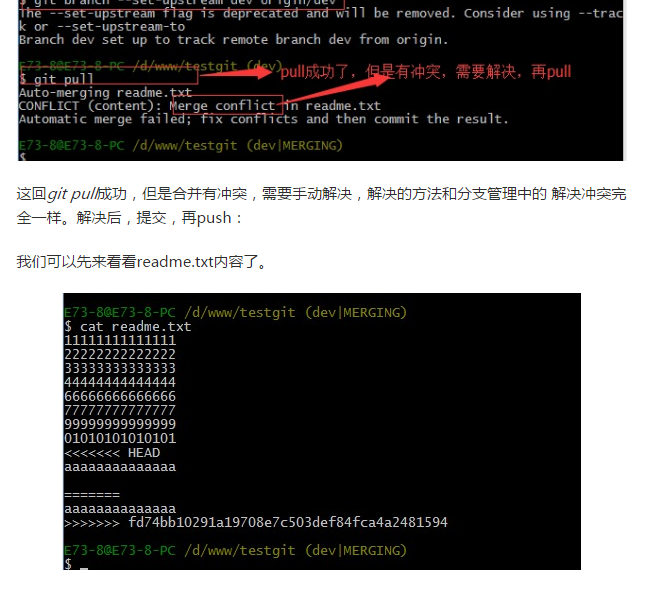 $ git branch --set-upstream dev origin/dev
The --set-upstream flag is deprecated and will be removed. Consider using --trac
k or --set-upstream-to
Branch dev set up to track remote branch dev from origin.
E73-8@E73-8-PC /d/www/testgit (dev)
$ git pull
pull成功了，但是有冲突，需要解决，再pull
Auto-merging readme.txt
CONFLICT (content): Merge conflict in readme.txt
Automatic merge failed; fix conflicts and then commit the result.
E73-8@E73-8-PC /d/www/testgit (dev|MERGING)
$
这回git pull成功，但是合并有冲突，需要手动解决，解决的方法和分支管理中的 解决冲突完
全一样。解决后，提交，再push：
我们可以先来看看readme.txt内容了。
E73-8@E73-8-PC /d/www/testgit (dev|MERGING)
$ cat readme.txt
11111111111111
22222222222222
33333333333333
44444444444444
66666666666666
77777777777777
99999999999999
01010101010101
<<<<<<< HEAD
aaaaaaaaaaaaaa
=======
aaaaaaaaaaaaaa
>>>>>>> fd74bb10291a19708e7c503def84fca4a2481594
E73-8@E73-8-PC /d/www/testgit (dev|MERGING)
$